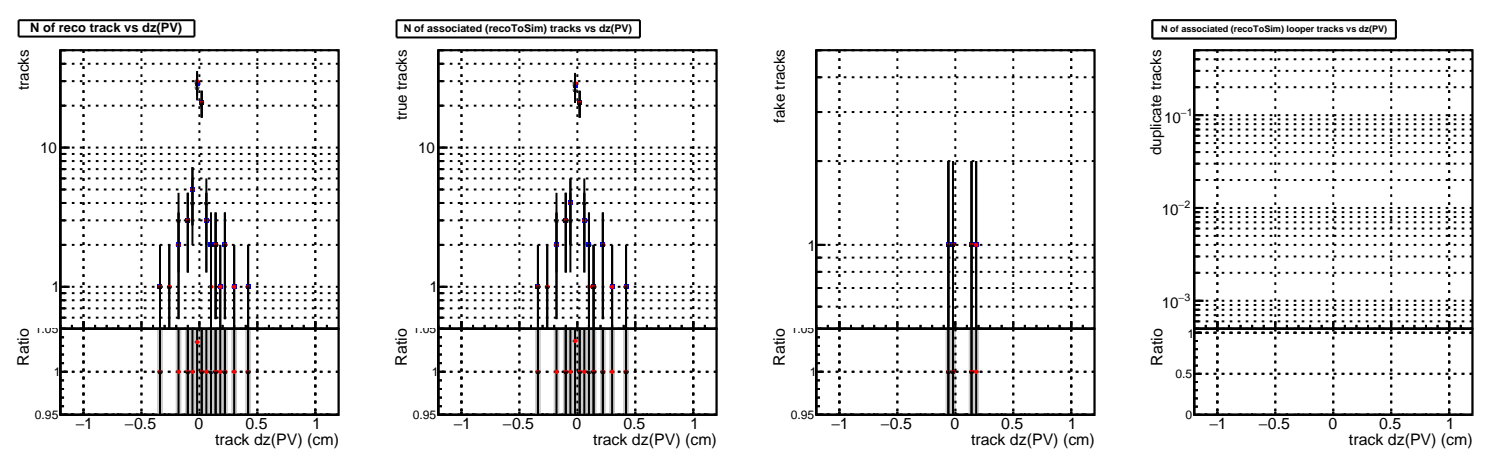 N of reco track vs dz(PV)
tracks
10
1
Ratio
1.05
1
0.95
−1 −0.5 0 0.5 1
track dz(PV) (cm)
N of associated (recoToSim) tracks vs dz(PV)
true tracks
10
1
Ratio
1.05
1
0.95
−1 −0.5 0 0.5 1
track dz(PV) (cm)
fake tracks
1
Ratio
1.05
1
0.95
−1 −0.5 0 0.5 1
track dz(PV) (cm)
N of associated (recoToSim) looper tracks vs dz(PV)
duplicate tracks
10−1
10−2
10−3
Ratio
1
0.5
0
−1 −0.5 0 0.5 1
track dz(PV) (cm)